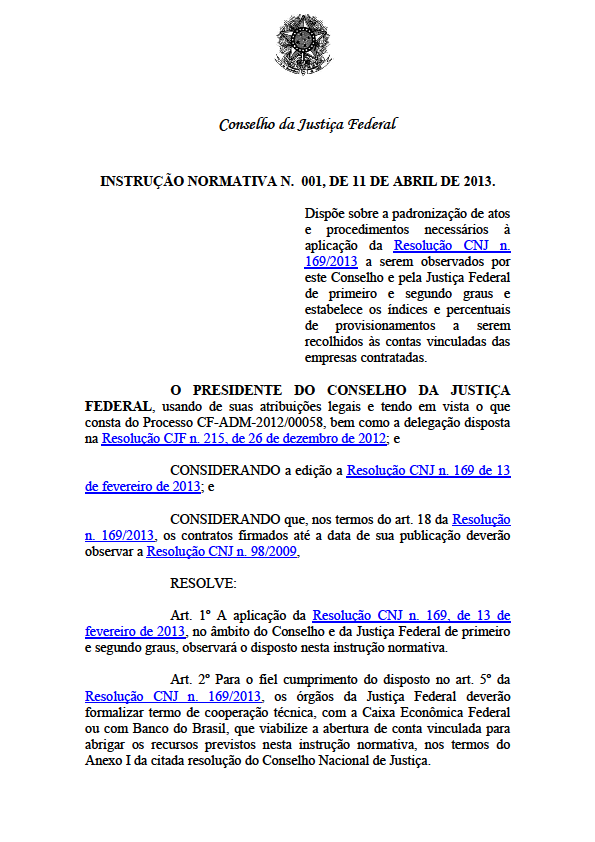 Conselho da Justiça Federal
INSTRUÇÃO NORMATIVA N. 001, DE 11 DE ABRIL DE 2013.
Dispõe sobre a padronização de atos
e procedimentos necessários à
aplicação da Resolução CNJ n.
169/2013 a serem observados por
este Conselho e pela Justiça Federal
de primeiro e segundo graus e
estabelece os índices e percentuais
de provisionamentos a serem
recolhidos às contas vinculadas das
empresas contratadas.
O PRESIDENTE DO CONSELHO DA JUSTIÇA
FEDERAL, usando de suas atribuições legais e tendo em vista o que
consta do Processo CF-ADM-2012/00058, bem como a delegação disposta
na Resolução CJF n. 215, de 26 de dezembro de 2012; e
CONSIDERANDO a edição a Resolução CNJ n. 169 de 13
de fevereiro de 2013; e
CONSIDERANDO que, nos termos do art. 18 da Resolução
n. 169/2013, os contratos firmados até a data de sua publicação deverão
observar a Resolução CNJ n. 98/2009,
RESOLVE:
Art. 1º A aplicação da Resolução CNJ n. 169, de 13 de
fevereiro de 2013, no âmbito do Conselho e da Justiça Federal de primeiro
e segundo graus, observará o disposto nesta instrução normativa.
Art. 2º Para o fiel cumprimento do disposto no art. 5º da
Resolução CNJ n. 169/2013, os órgãos da Justiça Federal deverão
formalizar termo de cooperação técnica, com a Caixa Econômica Federal
ou com Banco do Brasil, que viabilize a abertura de conta vinculada para
abrigar os recursos previstos nesta instrução normativa, nos termos do
Anexo I da citada resolução do Conselho Nacional de Justiça.